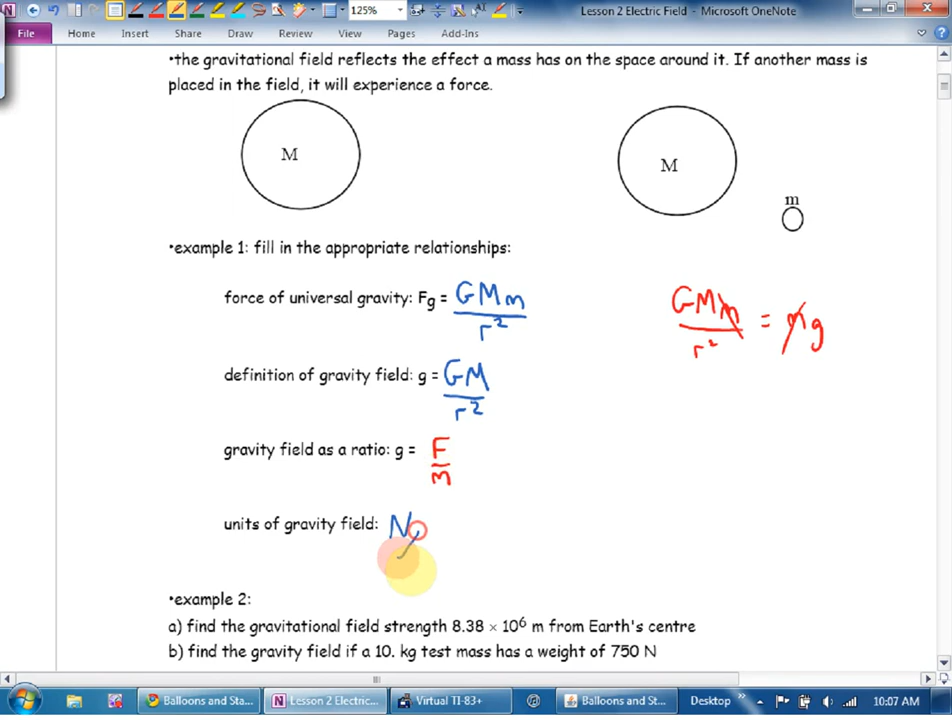 125%
Lesson 2 Electric Field - Microsoft OneNote
File Home Insert Share Draw Review View Pages Add-Ins
•the gravitational field reflects the effect a mass has on the space around it. If another mass is
placed in the field, it will experience a force.
M
M
m
•example 1: fill in the appropriate relationships:
force of universal gravity: Fg = GMm/r²
GMm/r² = mg
definition of gravity field: g = GM/r²
gravity field as a ratio: g = F/m
units of gravity field: N
•example 2:
a) find the gravitational field strength 8.38 × 10⁶ m from Earth's centre
b) find the gravity field if a 10. kg test mass has a weight of 750 N
Balloons and Sta... Lesson 2 Electric F... Virtual TI-83+ Balloons and St... Desktop 10:07 AM